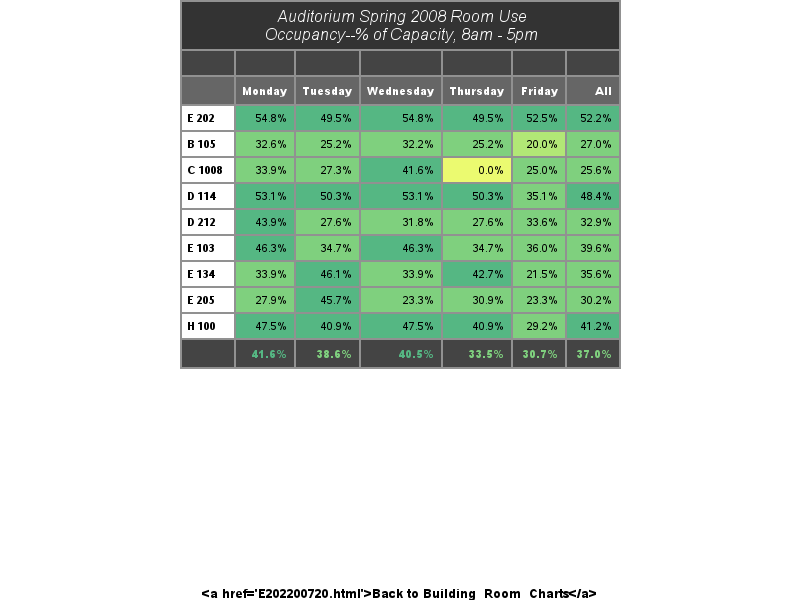 Auditorium Spring 2008 Room Use
Occupancy--% of Capacity, 8am - 5pm
Monday Tuesday Wednesday Thursday Friday All
E 202 54.8% 49.5% 54.8% 49.5% 52.5% 52.2%
B 105 32.6% 25.2% 32.2% 25.2% 20.0% 27.0%
C 1008 33.9% 27.3% 41.6% 0.0% 25.0% 25.6%
D 114 53.1% 50.3% 53.1% 50.3% 35.1% 48.4%
D 212 43.9% 27.6% 31.8% 27.6% 33.6% 32.9%
E 103 46.3% 34.7% 46.3% 34.7% 36.0% 39.6%
E 134 33.9% 46.1% 33.9% 42.7% 21.5% 35.6%
E 205 27.9% 45.7% 23.3% 30.9% 23.3% 30.2%
H 100 47.5% 40.9% 47.5% 40.9% 29.2% 41.2%
41.6% 38.6% 40.5% 33.5% 30.7% 37.0%
<a href='E202200720.html'>Back to Building Room Charts</a>